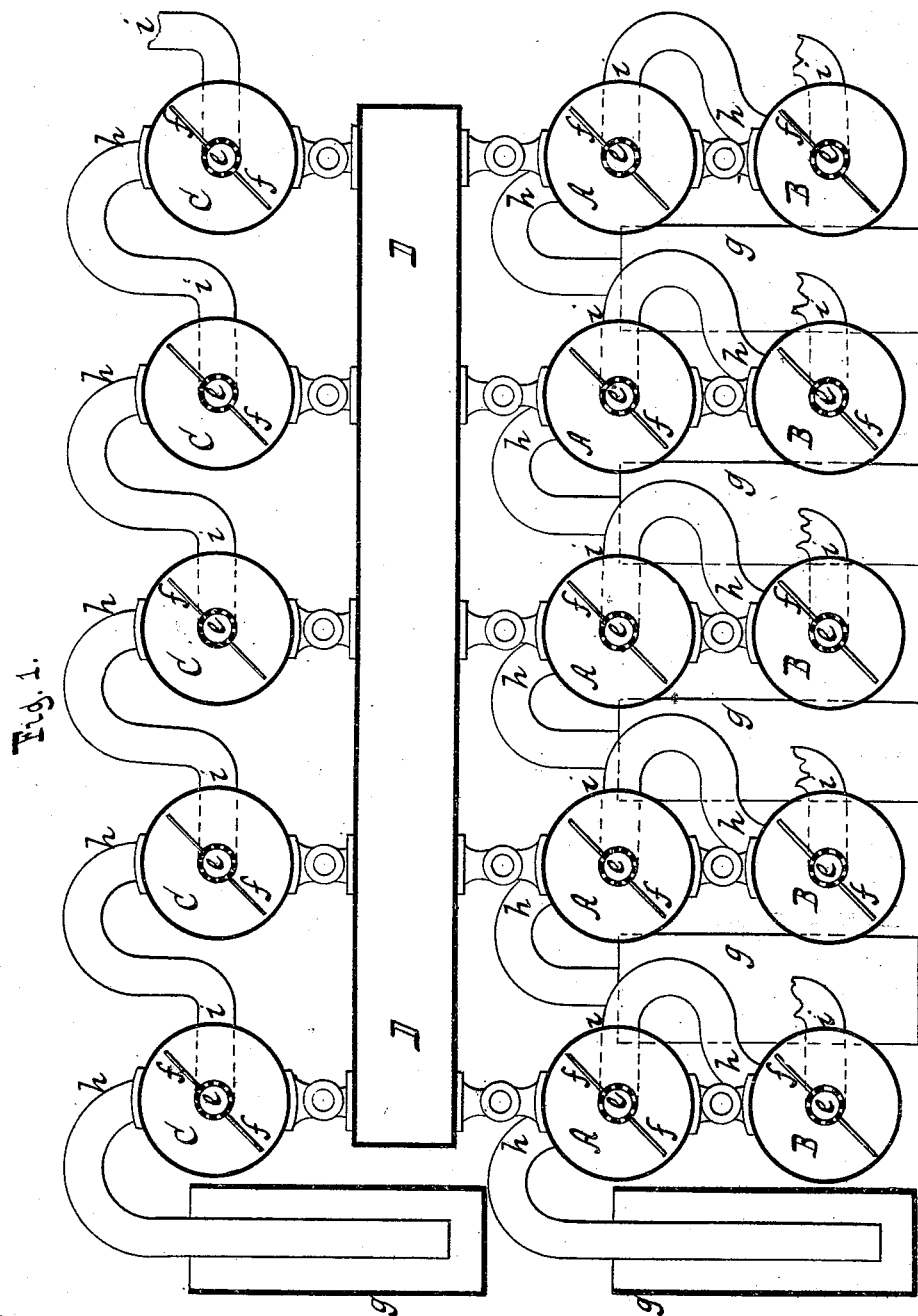 Fig. 1.
h h h h h i
f f f
C C C C C
e i e i e i e i e
f f f f
g D D
h h h h h
f f f
A A A A A
e i e i e i e i e i
f f f
g
h h h h h
g g g g
f f f
B B B B B
e i e i e i e i e i
f f